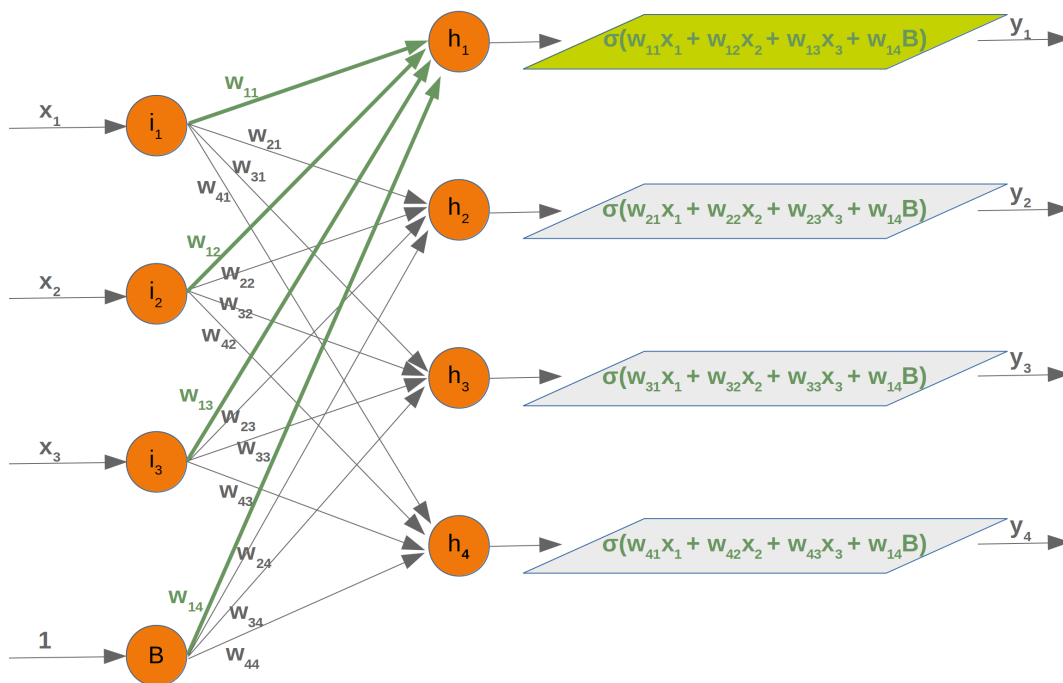 h₁
σ(w₁₁x₁ + w₁₂x₂ + w₁₃x₃ + w₁₄B)
y₁
w₁₁
x₁
i₁
w₂₁
w₃₁
w₄₁
h₂
σ(w₂₁x₁ + w₂₂x₂ + w₂₃x₃ + w₁₄B)
y₂
w₁₂
w₂₂
x₂
i₂
w₃₂
w₄₂
h₃
σ(w₃₁x₁ + w₃₂x₂ + w₃₃x₃ + w₁₄B)
y₃
w₁₃
w₂₃
x₃
i₃
w₃₃
w₄₃
h₄
σ(w₄₁x₁ + w₄₂x₂ + w₄₃x₃ + w₁₄B)
y₄
w₂₄
w₁₄
w₃₄
1
B
w₄₄